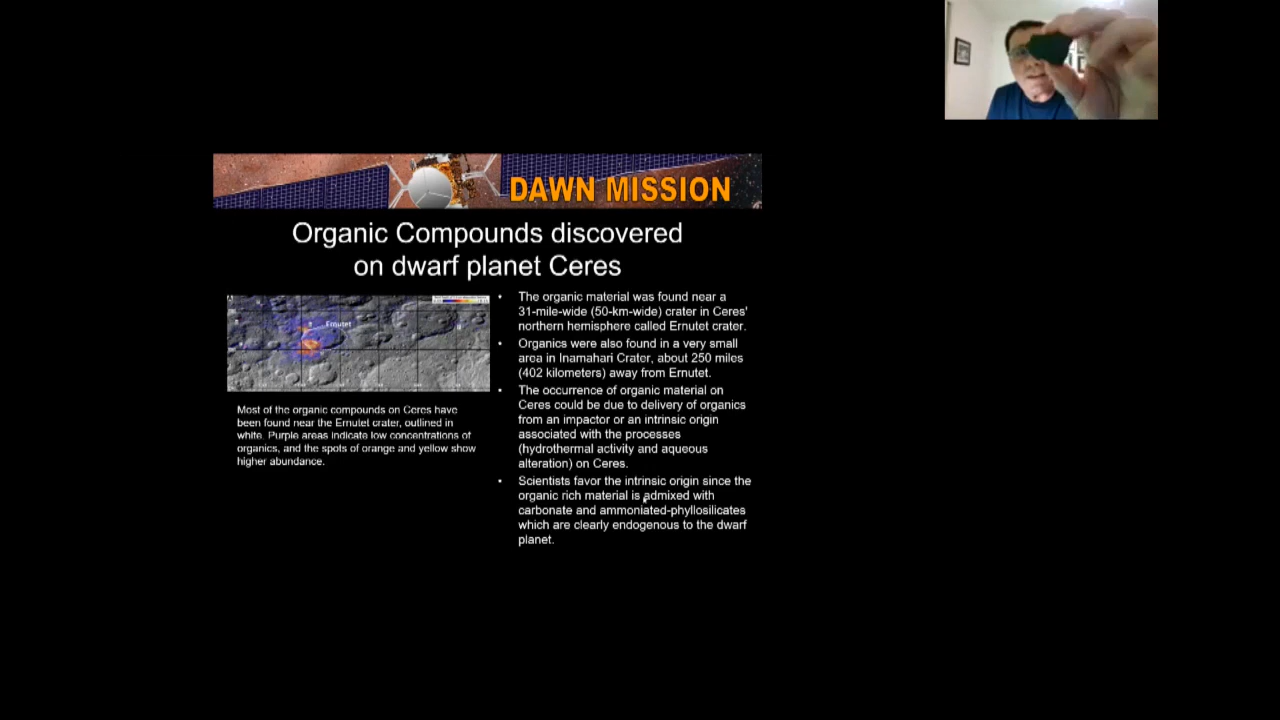 DAWN MISSION
Organic Compounds discovered
on dwarf planet Ceres
Ernutet
Most of the organic compounds on Ceres have
been found near the Ernutet crater, outlined in
white. Purple areas indicate low concentrations of
organics, and the spots of orange and yellow show
higher abundance.
• The organic material was found near a
31-mile-wide (50-km-wide) crater in Ceres'
northern hemisphere called Ernutet crater.
• Organics were also found in a very small
area in Inamahari Crater, about 250 miles
(402 kilometers) away from Ernutet.
• The occurrence of organic material on
Ceres could be due to delivery of organics
from an impactor or an intrinsic origin
associated with the processes
(hydrothermal activity and aqueous
alteration) on Ceres.
• Scientists favor the intrinsic origin since the
organic rich material is admixed with
carbonate and ammoniated-phyllosilicates
which are clearly endogenous to the dwarf
planet.